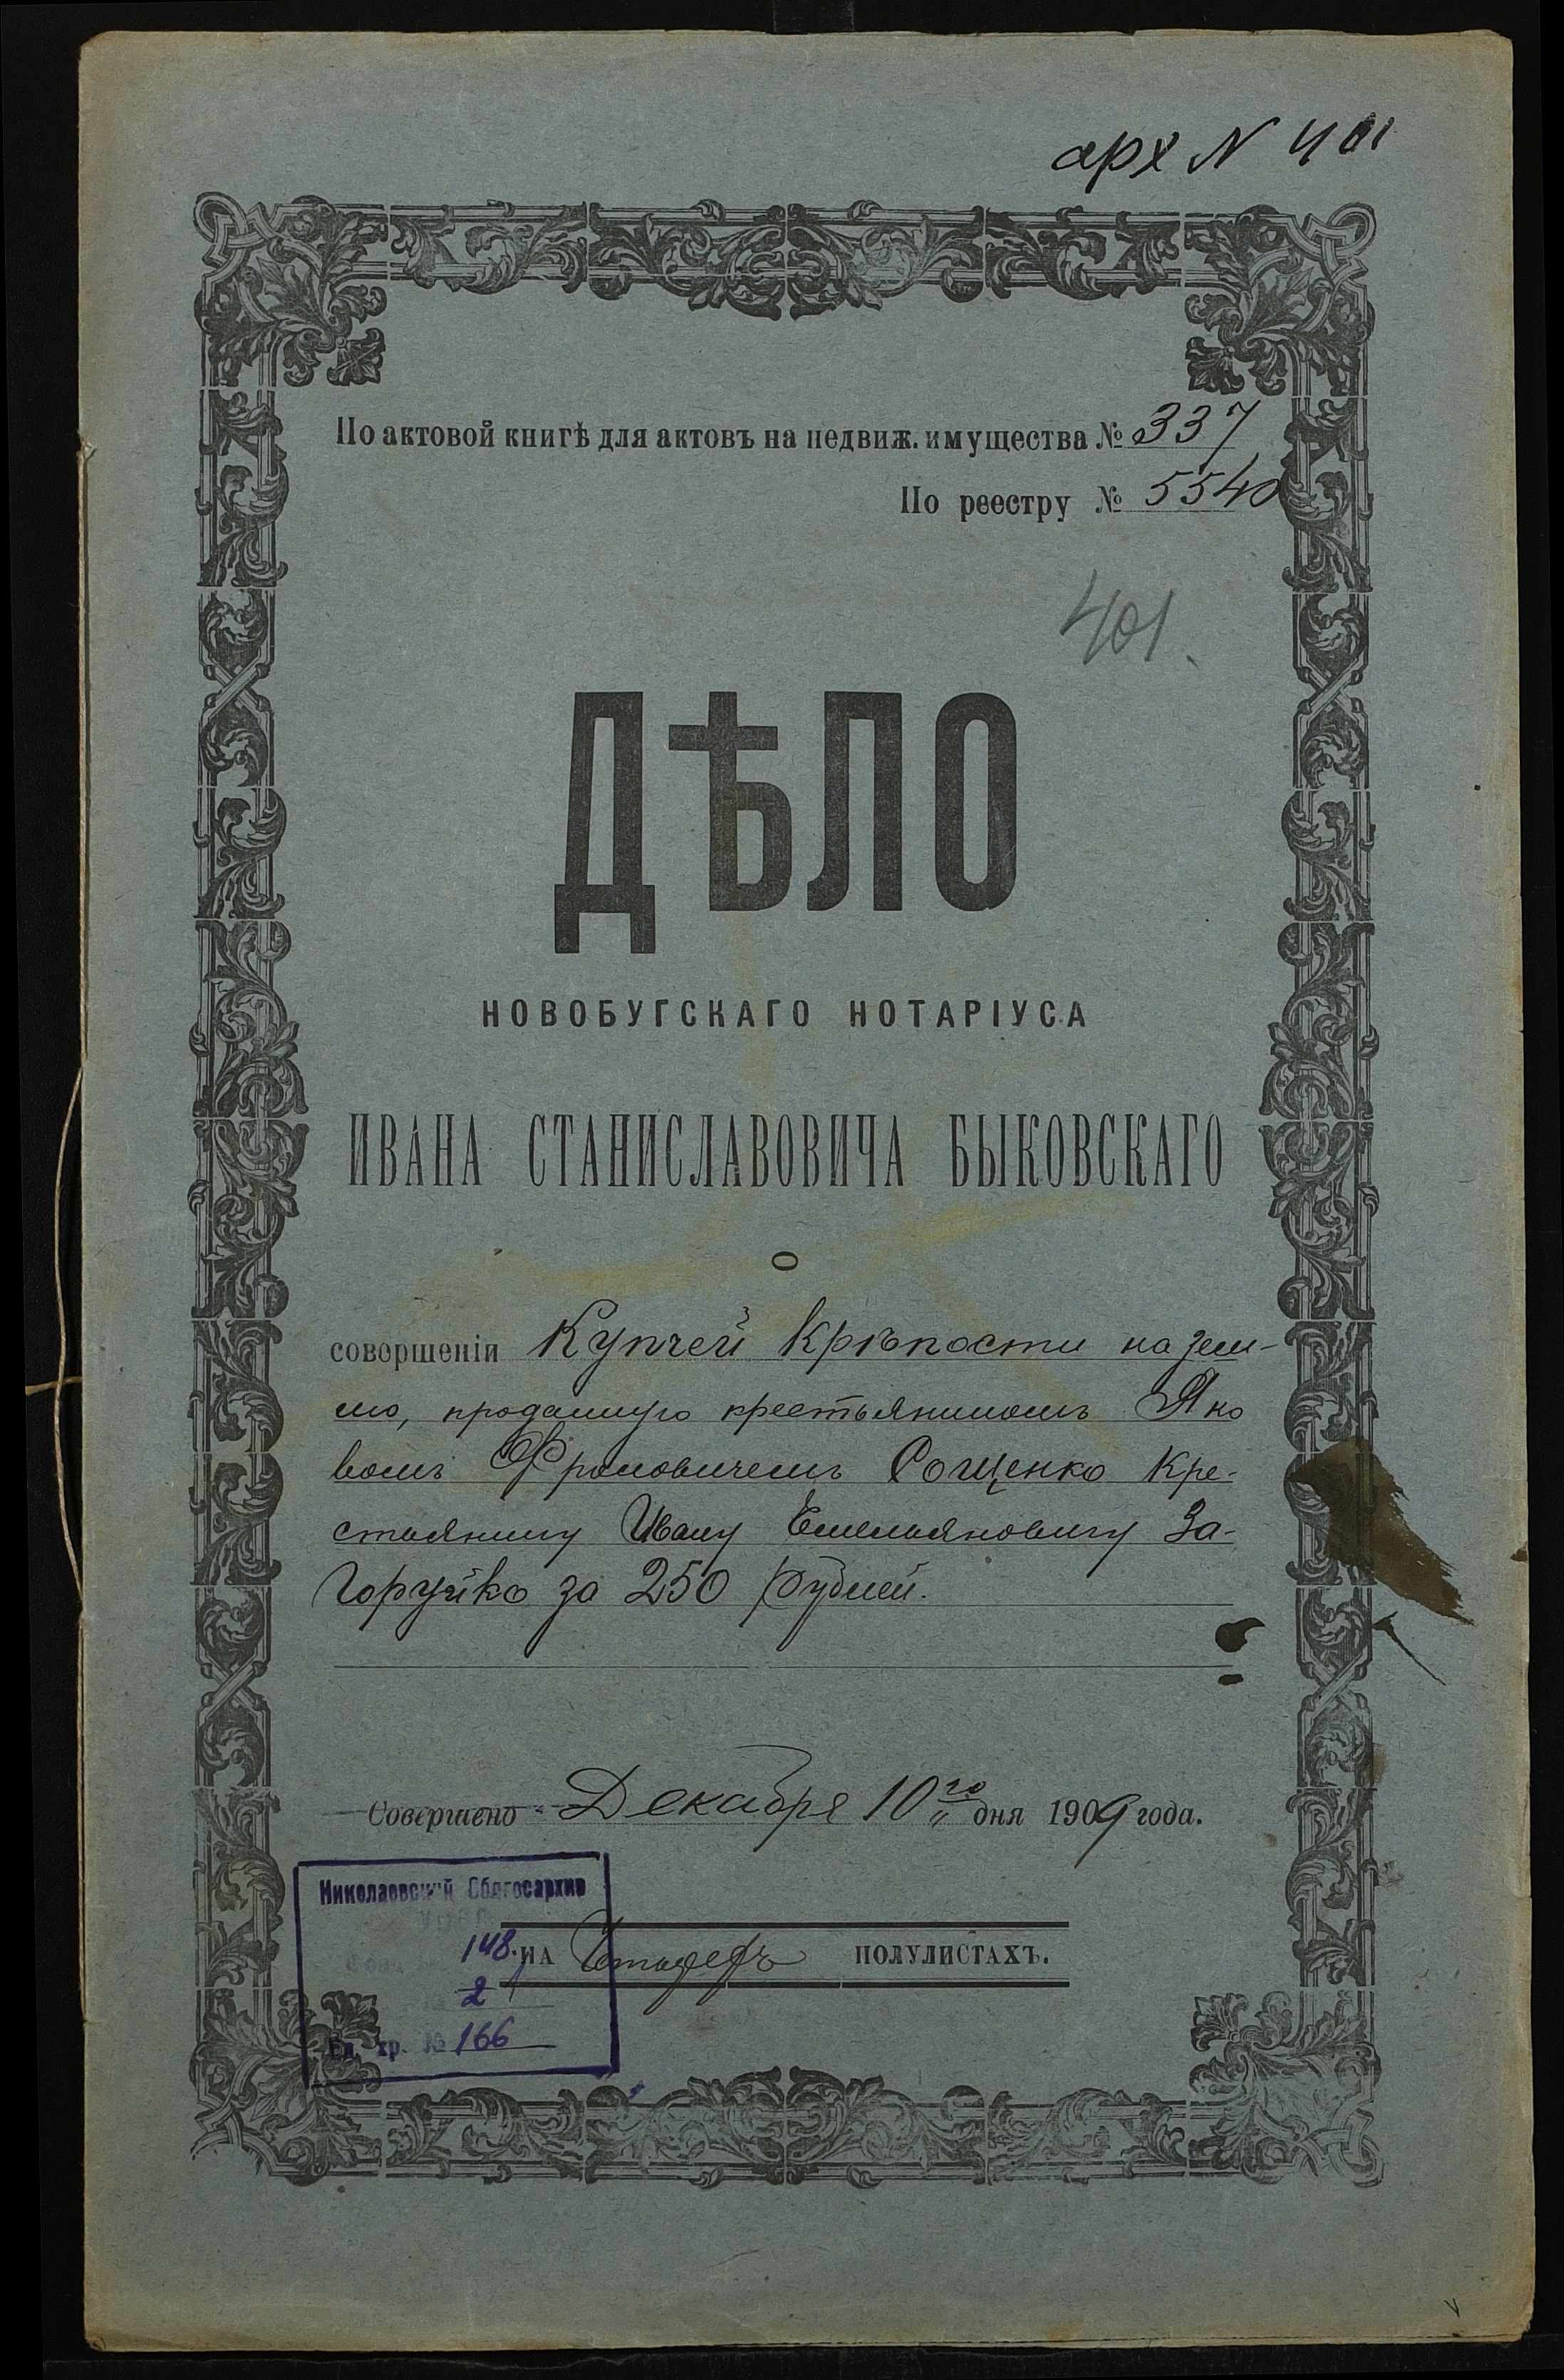 арх N 401
По актовой книгѣ для актовъ на недвиж. имущества № 337
По реестру № 5540
401.
ДѢЛО
НОВОБУГСКАГО НОТАРІУСА
ИВАНА СТАНИСЛАВОВИЧА БЫКОВСКАГО
О
совершеніи Купчей Крѣпости на зем-
лю, проданную крестьяниномъ Яко
вомъ Фроловичемъ Сощенко Кре-
стьянину Ивану Емельяновичу За-
горуйко за 250 рублей.
Совершено Декабря 10го дня 1909 года.
Николаевский Облгосархив
148.
НА ПОЛУЛИСТАХЪ.
2
Ед. хр. № 166